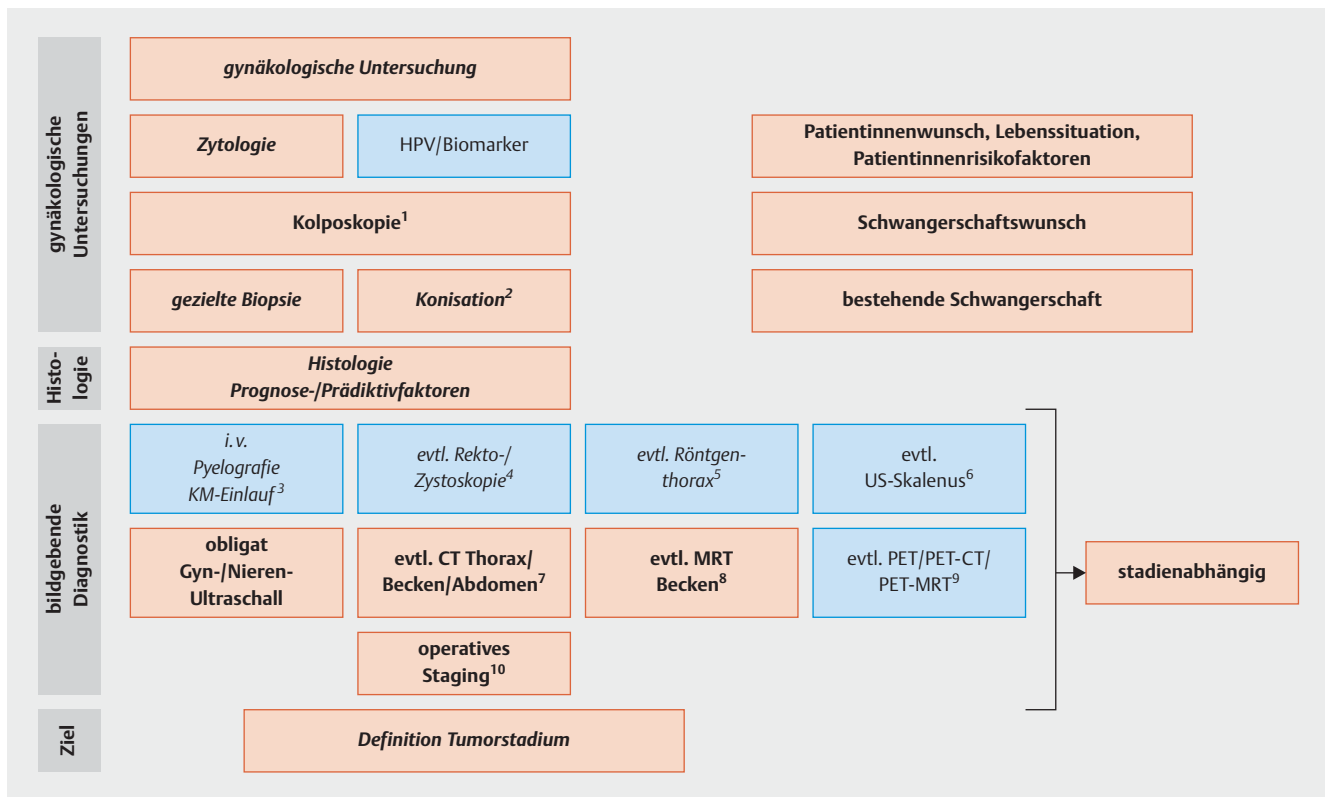 gynäkologische
Untersuchungen
gynäkologische Untersuchung
Zytologie
HPV/Biomarker
Kolposkopie¹
gezielte Biopsie
Konisation²
Patientinnenwunsch, Lebenssituation,
Patientinnenrisikofaktoren
Schwangerschaftswunsch
bestehende Schwangerschaft
Histo-
logie
Histologie
Prognose-/Prädiktivfaktoren
bildgebende
Diagnostik
i. v.
Pyelografie
KM-Einlauf³
evtl. Rekto-/
Zystoskopie⁴
evtl. Röntgen-
thorax⁵
evtl.
US-Skalenus⁶
obligat
Gyn-/Nieren-
Ultraschall
evtl. CT Thorax/
Becken/Abdomen⁷
evtl. MRT
Becken⁸
evtl. PET/PET-CT/
PET-MRT⁹
stadienabhängig
operatives
Staging¹⁰
Ziel
Definition Tumorstadium